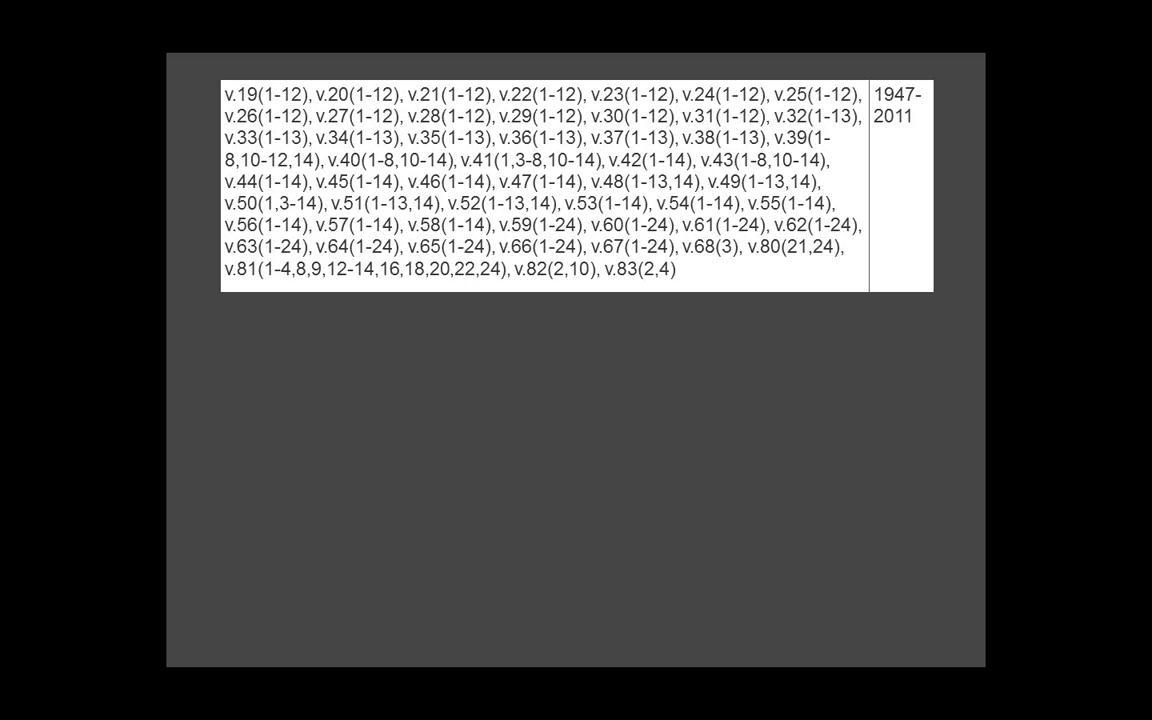 v.19(1-12), v.20(1-12), v.21(1-12), v.22(1-12), v.23(1-12), v.24(1-12), v.25(1-12),
v.26(1-12), v.27(1-12), v.28(1-12), v.29(1-12), v.30(1-12), v.31(1-12), v.32(1-13),
v.33(1-13), v.34(1-13), v.35(1-13), v.36(1-13), v.37(1-13), v.38(1-13), v.39(1-
8,10-12,14), v.40(1-8,10-14), v.41(1,3-8,10-14), v.42(1-14), v.43(1-8,10-14),
v.44(1-14), v.45(1-14), v.46(1-14), v.47(1-14), v.48(1-13,14), v.49(1-13,14),
v.50(1,3-14), v.51(1-13,14), v.52(1-13,14), v.53(1-14), v.54(1-14), v.55(1-14),
v.56(1-14), v.57(1-14), v.58(1-14), v.59(1-24), v.60(1-24), v.61(1-24), v.62(1-24),
v.63(1-24), v.64(1-24), v.65(1-24), v.66(1-24), v.67(1-24), v.68(3), v.80(21,24),
v.81(1-4,8,9,12-14,16,18,20,22,24), v.82(2,10), v.83(2,4)
1947-
2011